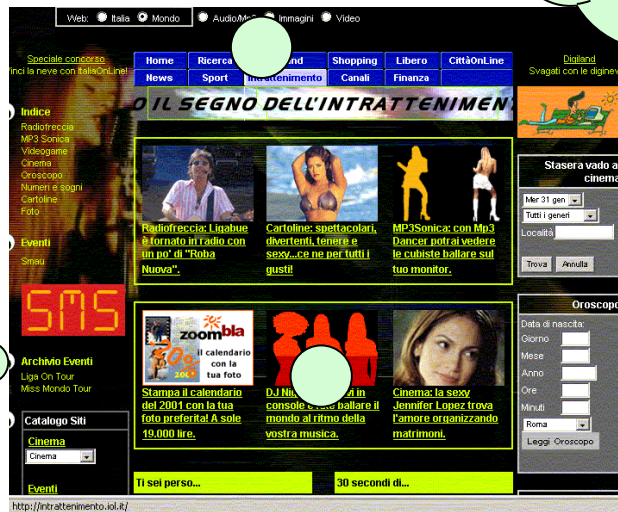 Web: Italia Mondo Audio/Mp3 Immagini Video
Speciale concorso
Vinci la neve con ItaliaOnLine!
Home Ricerca Shopping Libero CittàOnLine
News Sport Intrattenimento Canali Finanza
Digiland
Svagati con le
O IL SEGNO DELL'INTRATTENIMEN
Indice
Radiofreccia
MP3 Sonica
Videogame
Cinema
Oroscopo
Numeri e sogni
Cartoline
Foto
Eventi
Smau
SMS
Archivio Eventi
Liga On Tour
Miss Mondo Tour
Catalogo Siti
Cinema
Cinema
Eventi
Radiofreccia: Ligabue
è tornato in radio con
un po' di "Roba
Nuova".
Cartoline: spettacolari,
divertenti, tenere e
sexy...ce ne per tutti i
gusti!
MP3Sonica: con Mp3
Dancer potrai vedere
le cubiste ballare sul
tuo monitor.
zoombla
il calendario
con la
tua foto
Stampa il calendario
del 2001 con la tua
foto preferita! A sole
19.000 lire.
DJ
console ballare il
mondo al ritmo della
vostra musica.
Cinema: la sexy
Jennifer Lopez trova
l'amore organizzando
matrimoni.
Ti sei perso...
30 secondi di...
Stasera vado a
cinema
Mer 31 gen
Tutti i generi
Località
Trova Annulla
Oroscopo
Data di nascita:
Giorno
Mese
Anno
Ore
Minuti
Roma
Leggi Oroscopo
http://intrattenimento.iol.it/